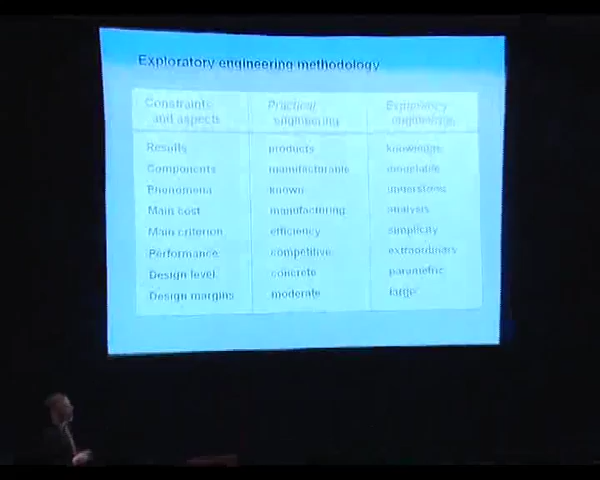 Exploratory engineering methodology
Constraints and aspects Practical engineering Exploratory engineering
Results products knowledge
Components manufacturable modelable
Phenomena known understood
Main cost manufacturing analysis
Main criterion efficiency simplicity
Performance competitive extraordinary
Design level concrete parametric
Design margins moderate large